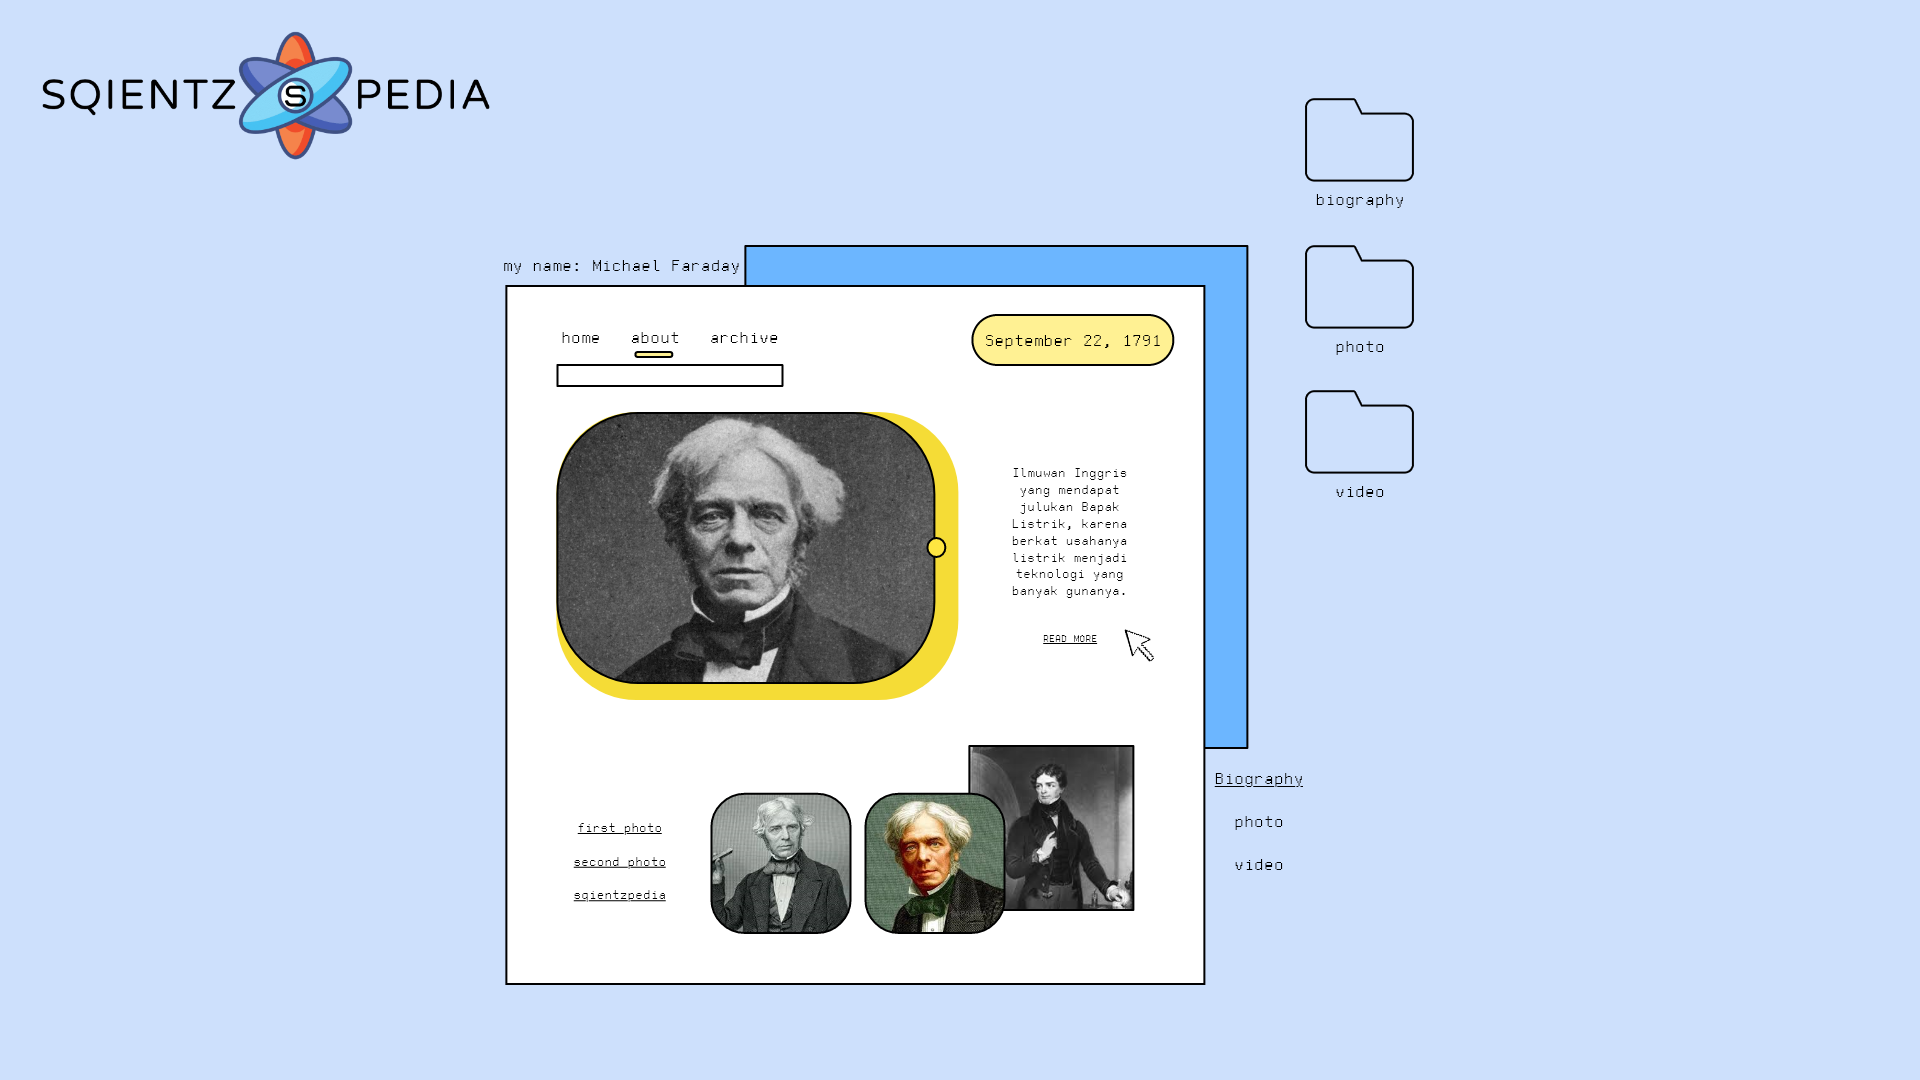 SQIENTZ S PEDIA
biography
photo
video
my name: Michael Faraday
home about archive
September 22, 1791
Ilmuwan Inggris
yang mendapat
julukan Bapak
Listrik, karena
berkat usahanya
listrik menjadi
teknologi yang
banyak gunanya.
READ MORE
first photo
second photo
sqientzpedia
Biography
photo
video